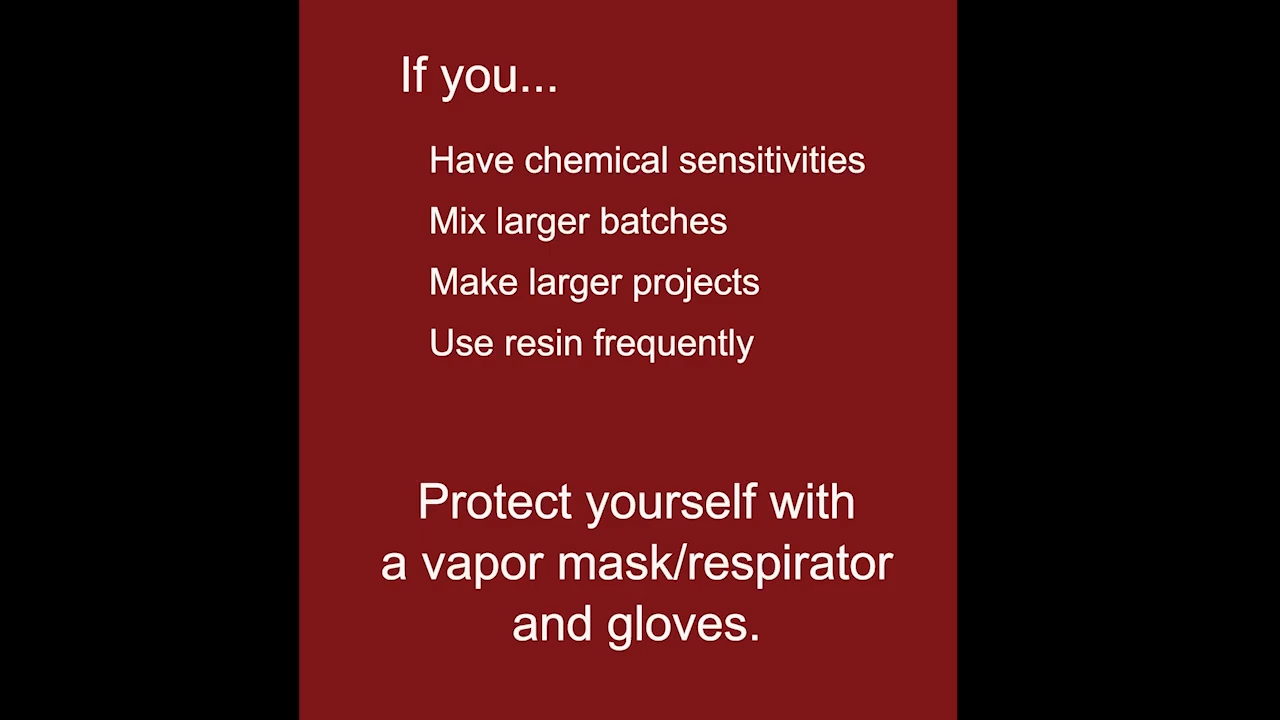 If you...
Have chemical sensitivities
Mix larger batches
Make larger projects
Use resin frequently
Protect yourself with
a vapor mask/respirator
and gloves.